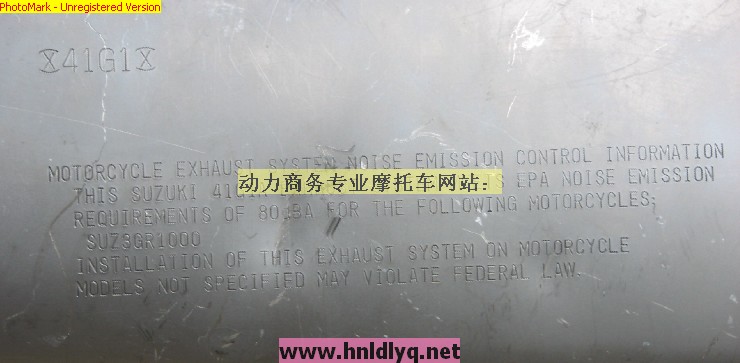 PhotoMark - Unregistered Version
X41G1X
MOTORCYCLE EXHAUST SYSTEM NOISE EMISSION CONTROL INFORMATION
动力商务专业摩托车网站:
THIS SUZUKI EPA NOISE EMISSION
REQUIREMENTS OF FOR THE FOLLOWING MOTORCYCLES;
SUZ3GR1000
INSTALLATION OF THIS EXHAUST SYSTEM ON MOTORCYCLE
MODELS NOT SPECIFIED MAY VIOLATE FEDERAL LAW.
www.hnldlyq.net